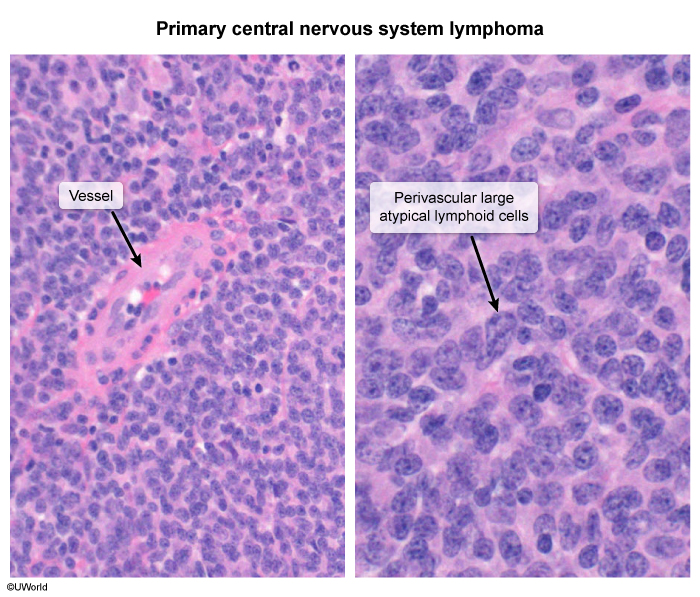 Primary central nervous system lymphoma
Vessel
Perivascular large
atypical lymphoid cells
©UWorld